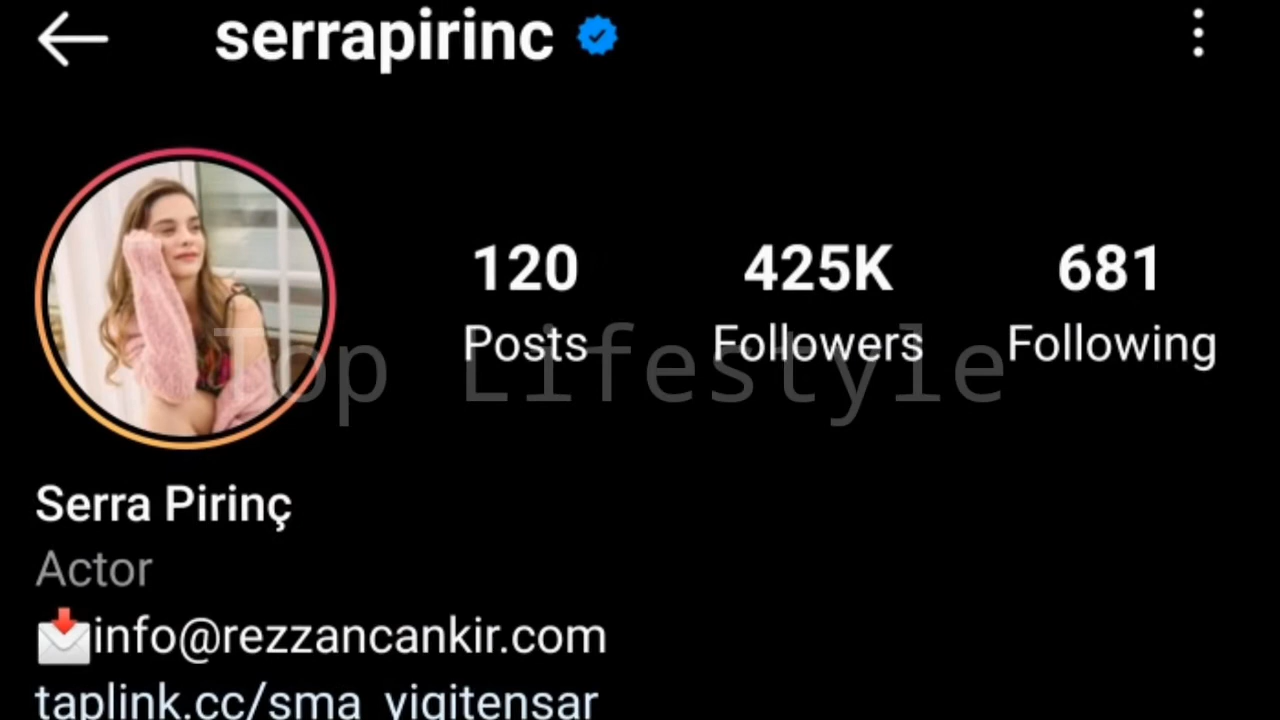 serrapirinc
120 425K 681
Posts Followers Following
Top Lifestyle
Serra Pirinç
Actor
info@rezzancankir.com
taplink.cc/sma_yigitensar